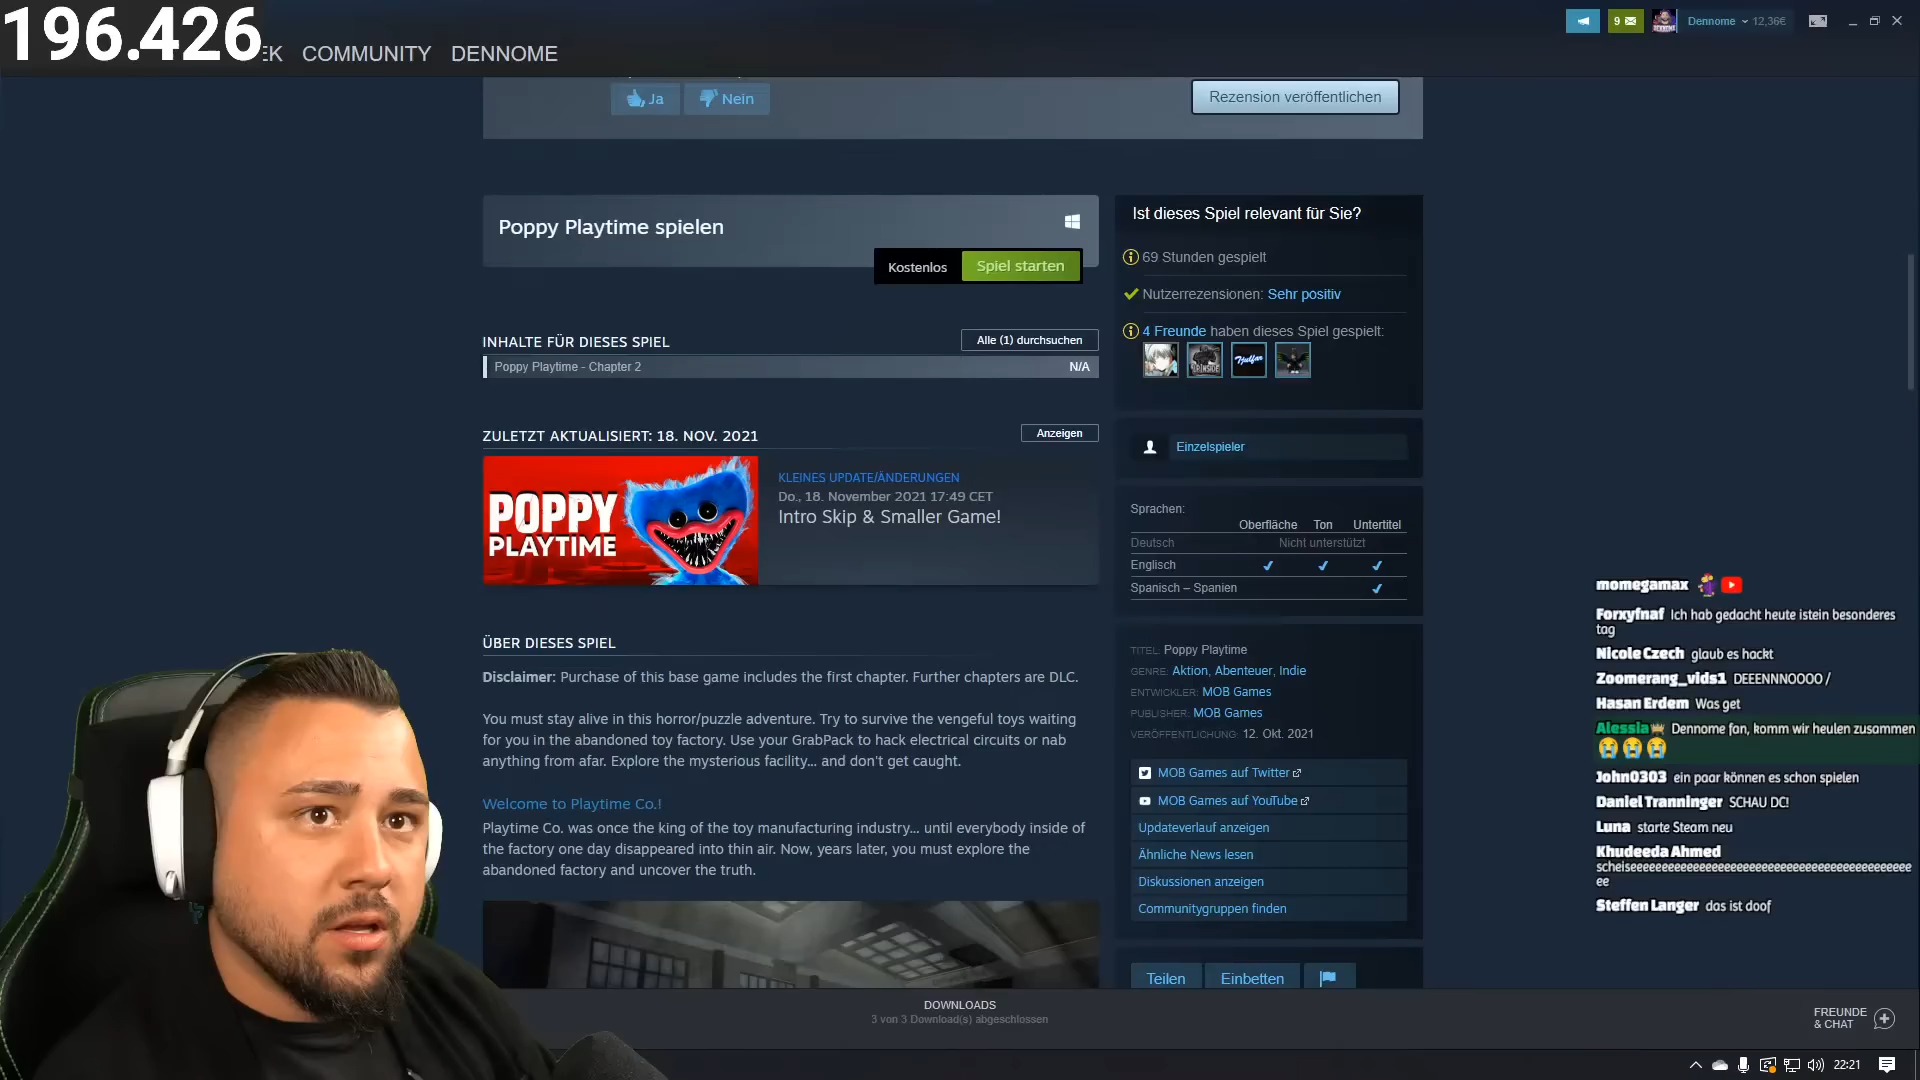 196.426
EK COMMUNITY DENNOME
9
Dennome 12,36€
Ja
Nein
Rezension veröffentlichen
Poppy Playtime spielen
Kostenlos
Spiel starten
INHALTE FÜR DIESES SPIEL
Alle (1) durchsuchen
Poppy Playtime - Chapter 2
N/A
ZULETZT AKTUALISIERT: 18. NOV. 2021
Anzeigen
POPPY
PLAYTIME
KLEINES UPDATE/ÄNDERUNGEN
Do., 18. November 2021 17:49 CET
Intro Skip & Smaller Game!
ÜBER DIESES SPIEL
Disclaimer: Purchase of this base game includes the first chapter. Further chapters are DLC.
You must stay alive in this horror/puzzle adventure. Try to survive the vengeful toys waiting
for you in the abandoned toy factory. Use your GrabPack to hack electrical circuits or nab
anything from afar. Explore the mysterious facility... and don't get caught.
Welcome to Playtime Co.!
Playtime Co. was once the king of the toy manufacturing industry... until everybody inside of
the factory one day disappeared into thin air. Now, years later, you must explore the
abandoned factory and uncover the truth.
Ist dieses Spiel relevant für Sie?
69 Stunden gespielt
Nutzerrezensionen: Sehr positiv
4 Freunde haben dieses Spiel gespielt:
Einzelspieler
Sprachen:
Oberfläche Ton Untertitel
Deutsch Nicht unterstützt
Englisch
Spanisch – Spanien
TITEL: Poppy Playtime
GENRE: Aktion, Abenteuer, Indie
ENTWICKLER: MOB Games
PUBLISHER: MOB Games
VERÖFFENTLICHUNG: 12. Okt. 2021
MOB Games auf Twitter
MOB Games auf YouTube
Updateverlauf anzeigen
Ähnliche News lesen
Diskussionen anzeigen
Communitygruppen finden
Teilen
Einbetten
momegamax
Forxyfnaf Ich hab gedacht heute istein besonderes
tag
Nicole Czech glaub es hackt
Zoomerang_vids1 DEEENNNOOOO /
Hasan Erdem Was get
Alessia Dennome fan, komm wir heulen zusammen
John0303 ein paar können es schon spielen
Daniel Tranninger SCHAU DC!
Luna starte Steam neu
Khudeeda Ahmed
scheiseeeeeeeeeeeeeeeeeeeeeeeeeeeeeeeeeeeeeeeeeeeeee
ee
Steffen Langer das ist doof
DOWNLOADS
3 von 3 Download(s) abgeschlossen
FREUNDE
& CHAT
22:21